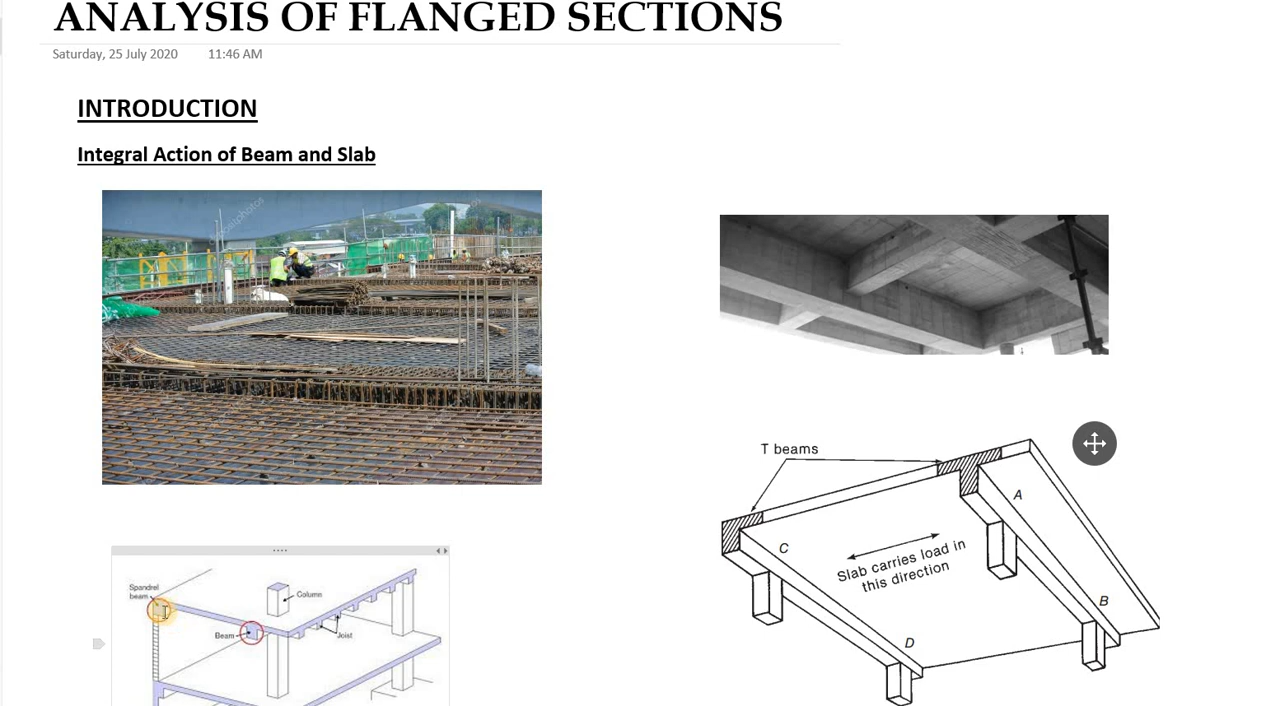 ANALYSIS OF FLANGED SECTIONS
Saturday, 25 July 2020 11:46 AM
INTRODUCTION
Integral Action of Beam and Slab
T beams
A
C
Slab carries load in
this direction
B
D
Spandrel
beam
Column
Beam
Joist